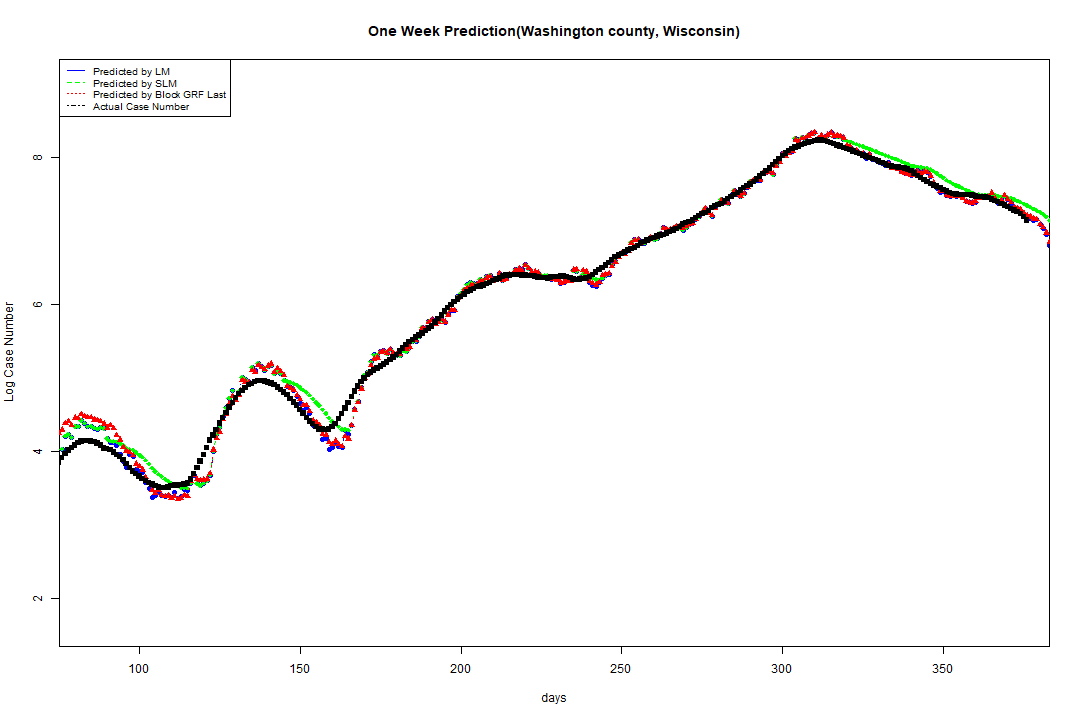 One Week Prediction(Washington county, Wisconsin)
Predicted by LM
Predicted by SLM
Predicted by Block GRF Last
Actual Case Number
8
6
4
2
Log Case Number
100 150 200 250 300 350
days